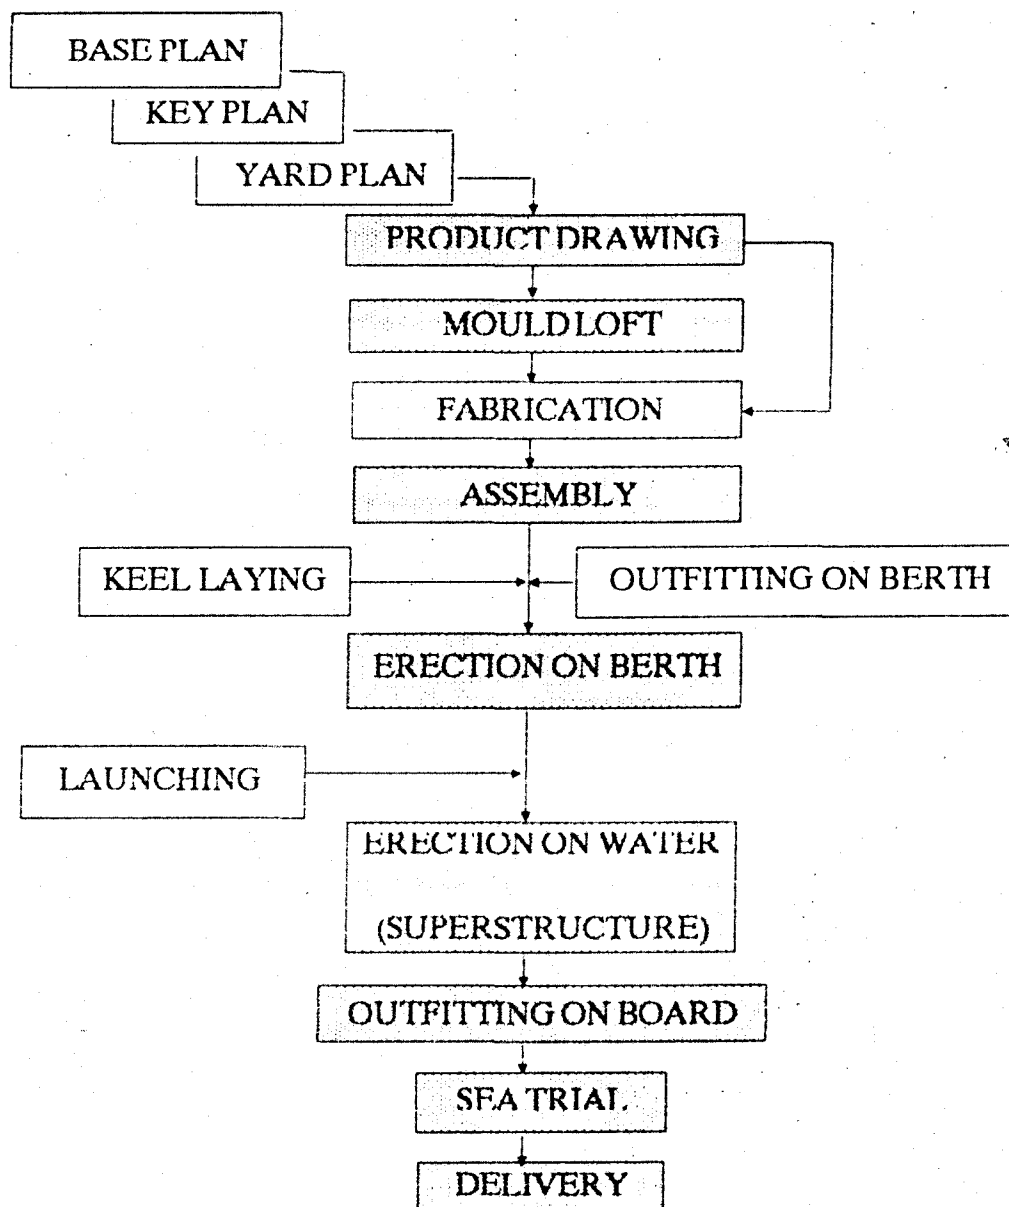 BASE PLAN
KEY PLAN
YARD PLAN
PRODUCT DRAWING
MOULD LOFT
FABRICATION
ASSEMBLY
KEEL LAYING
OUTFITTING ON BERTH
ERECTION ON BERTH
LAUNCHING
ERECTION ON WATER
(SUPERSTRUCTURE)
OUTFITTING ON BOARD
SEA TRIAL
DELIVERY